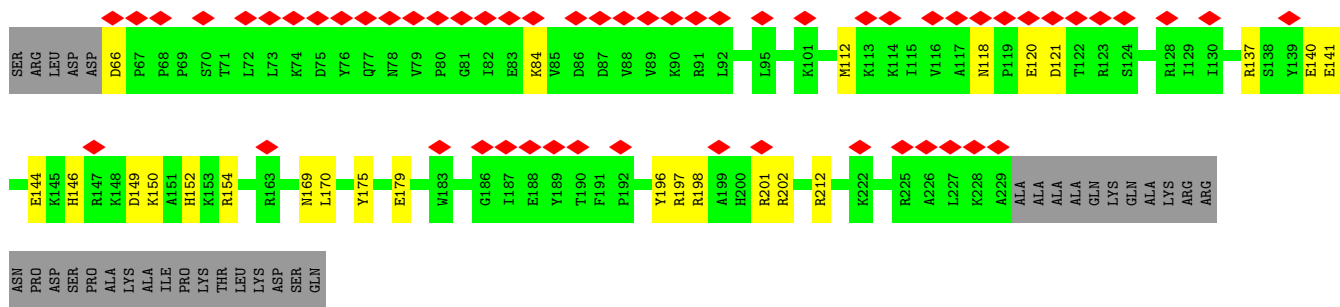 SER ARG LEU ASP ASP D66 P67 P68 P69 S70 T71 L72 L73 K74 D75 Y76 Q77 N78 V79 P80 G81 I82 E83 K84 V85 D86 D87 V88 V89 K90 R91 L92 L95 K101 M112 K113 K114 I115 V116 A117 N118 P119 E120 D121 T122 R123 S124 R128 I129 I130 R137 S138 Y139 E140 E141
E144 K145 H146 R147 K148 D149 K150 A151 H152 K153 R154 R163 N169 L170 Y175 E179 W183 G186 I187 E188 Y189 T190 F191 P192 Y196 R197 R198 A199 H200 R201 R202 R212 K222 R225 A226 L227 K228 A229 ALA ALA ALA ALA GLN LYS GLN ALA LYS ARG ARG
ASN PRO ASP SER PRO ALA LYS ALA ILE PRO LYS THR LEU LYS ASP SER GLN